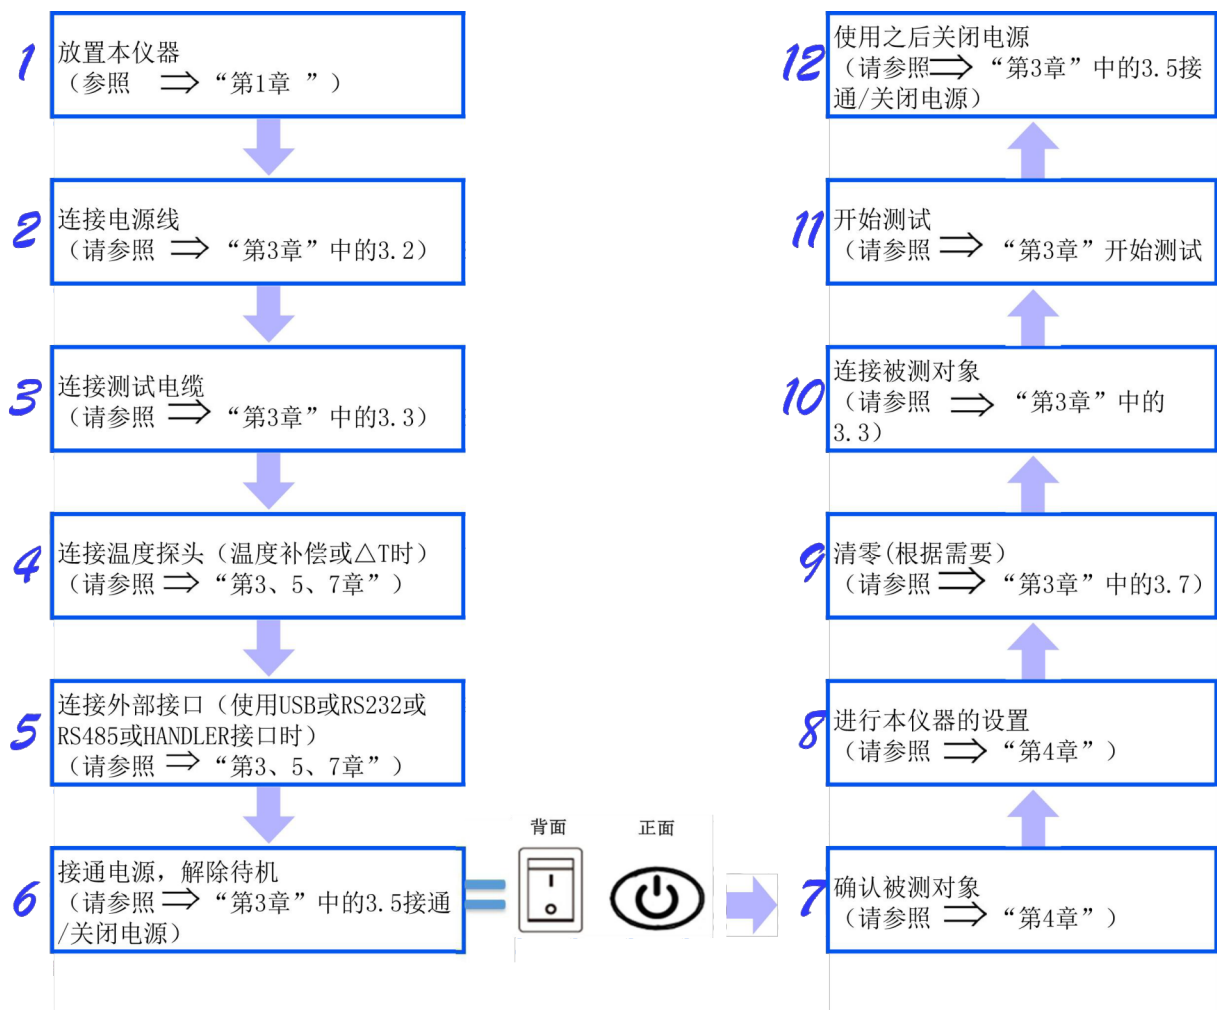 1
放置本仪器
（参照 ⇒ “第1章 ”）
2
连接电源线
（请参照 ⇒ “第3章”中的3.2）
3
连接测试电缆
（请参照 ⇒ “第3章”中的3.3）
4
连接温度探头（温度补偿或△T时）
（请参照 ⇒ “第3、5、7章”）
5
连接外部接口（使用USB或RS232或
RS485或HANDLER接口时）
（请参照 ⇒ “第3、5、7章”）
6
接通电源，解除待机
（请参照 ⇒ “第3章”中的3.5接通
/关闭电源）
背面
正面
7
确认被测对象
（请参照 ⇒ “第4章”）
8
进行本仪器的设置
（请参照 ⇒ “第4章”）
9
清零(根据需要）
（请参照 ⇒ “第3章”中的3.7）
10
连接被测对象
（请参照 ⇒ “第3章”中的
3.3）
11
开始测试
（请参照 ⇒ “第3章”开始测试
12
使用之后关闭电源
（请参照⇒ “第3章”中的3.5接
通/关闭电源）